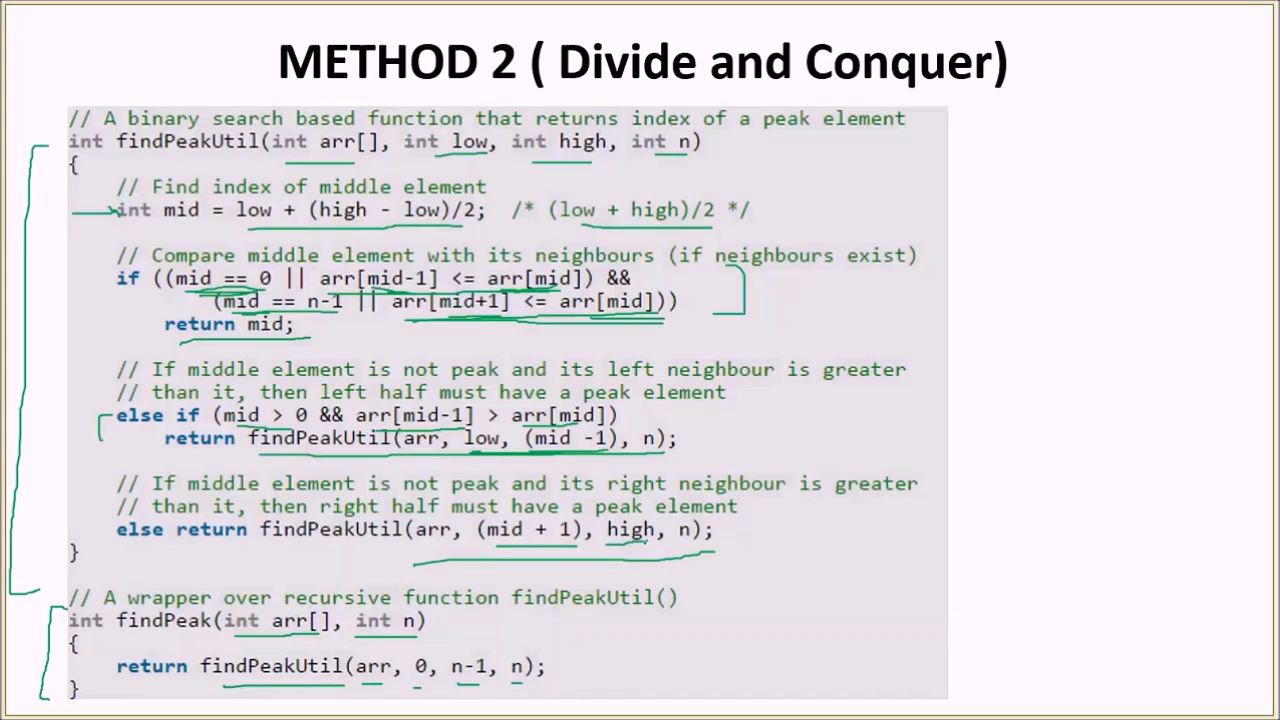 METHOD 2 ( Divide and Conquer)
// A binary search based function that returns index of a peak element
int findPeakUtil(int arr[], int low, int high, int n)
{
// Find index of middle element
int mid = low + (high - low)/2; /* (low + high)/2 */
// Compare middle element with its neighbours (if neighbours exist)
if ((mid == 0 || arr[mid-1] <= arr[mid]) &&
(mid == n-1 || arr[mid+1] <= arr[mid]))
return mid;
// If middle element is not peak and its left neighbour is greater
// than it, then left half must have a peak element
else if (mid > 0 && arr[mid-1] > arr[mid])
return findPeakUtil(arr, low, (mid -1), n);
// If middle element is not peak and its right neighbour is greater
// than it, then right half must have a peak element
else return findPeakUtil(arr, (mid + 1), high, n);
}
// A wrapper over recursive function findPeakUtil()
int findPeak(int arr[], int n)
{
return findPeakUtil(arr, 0, n-1, n);
}